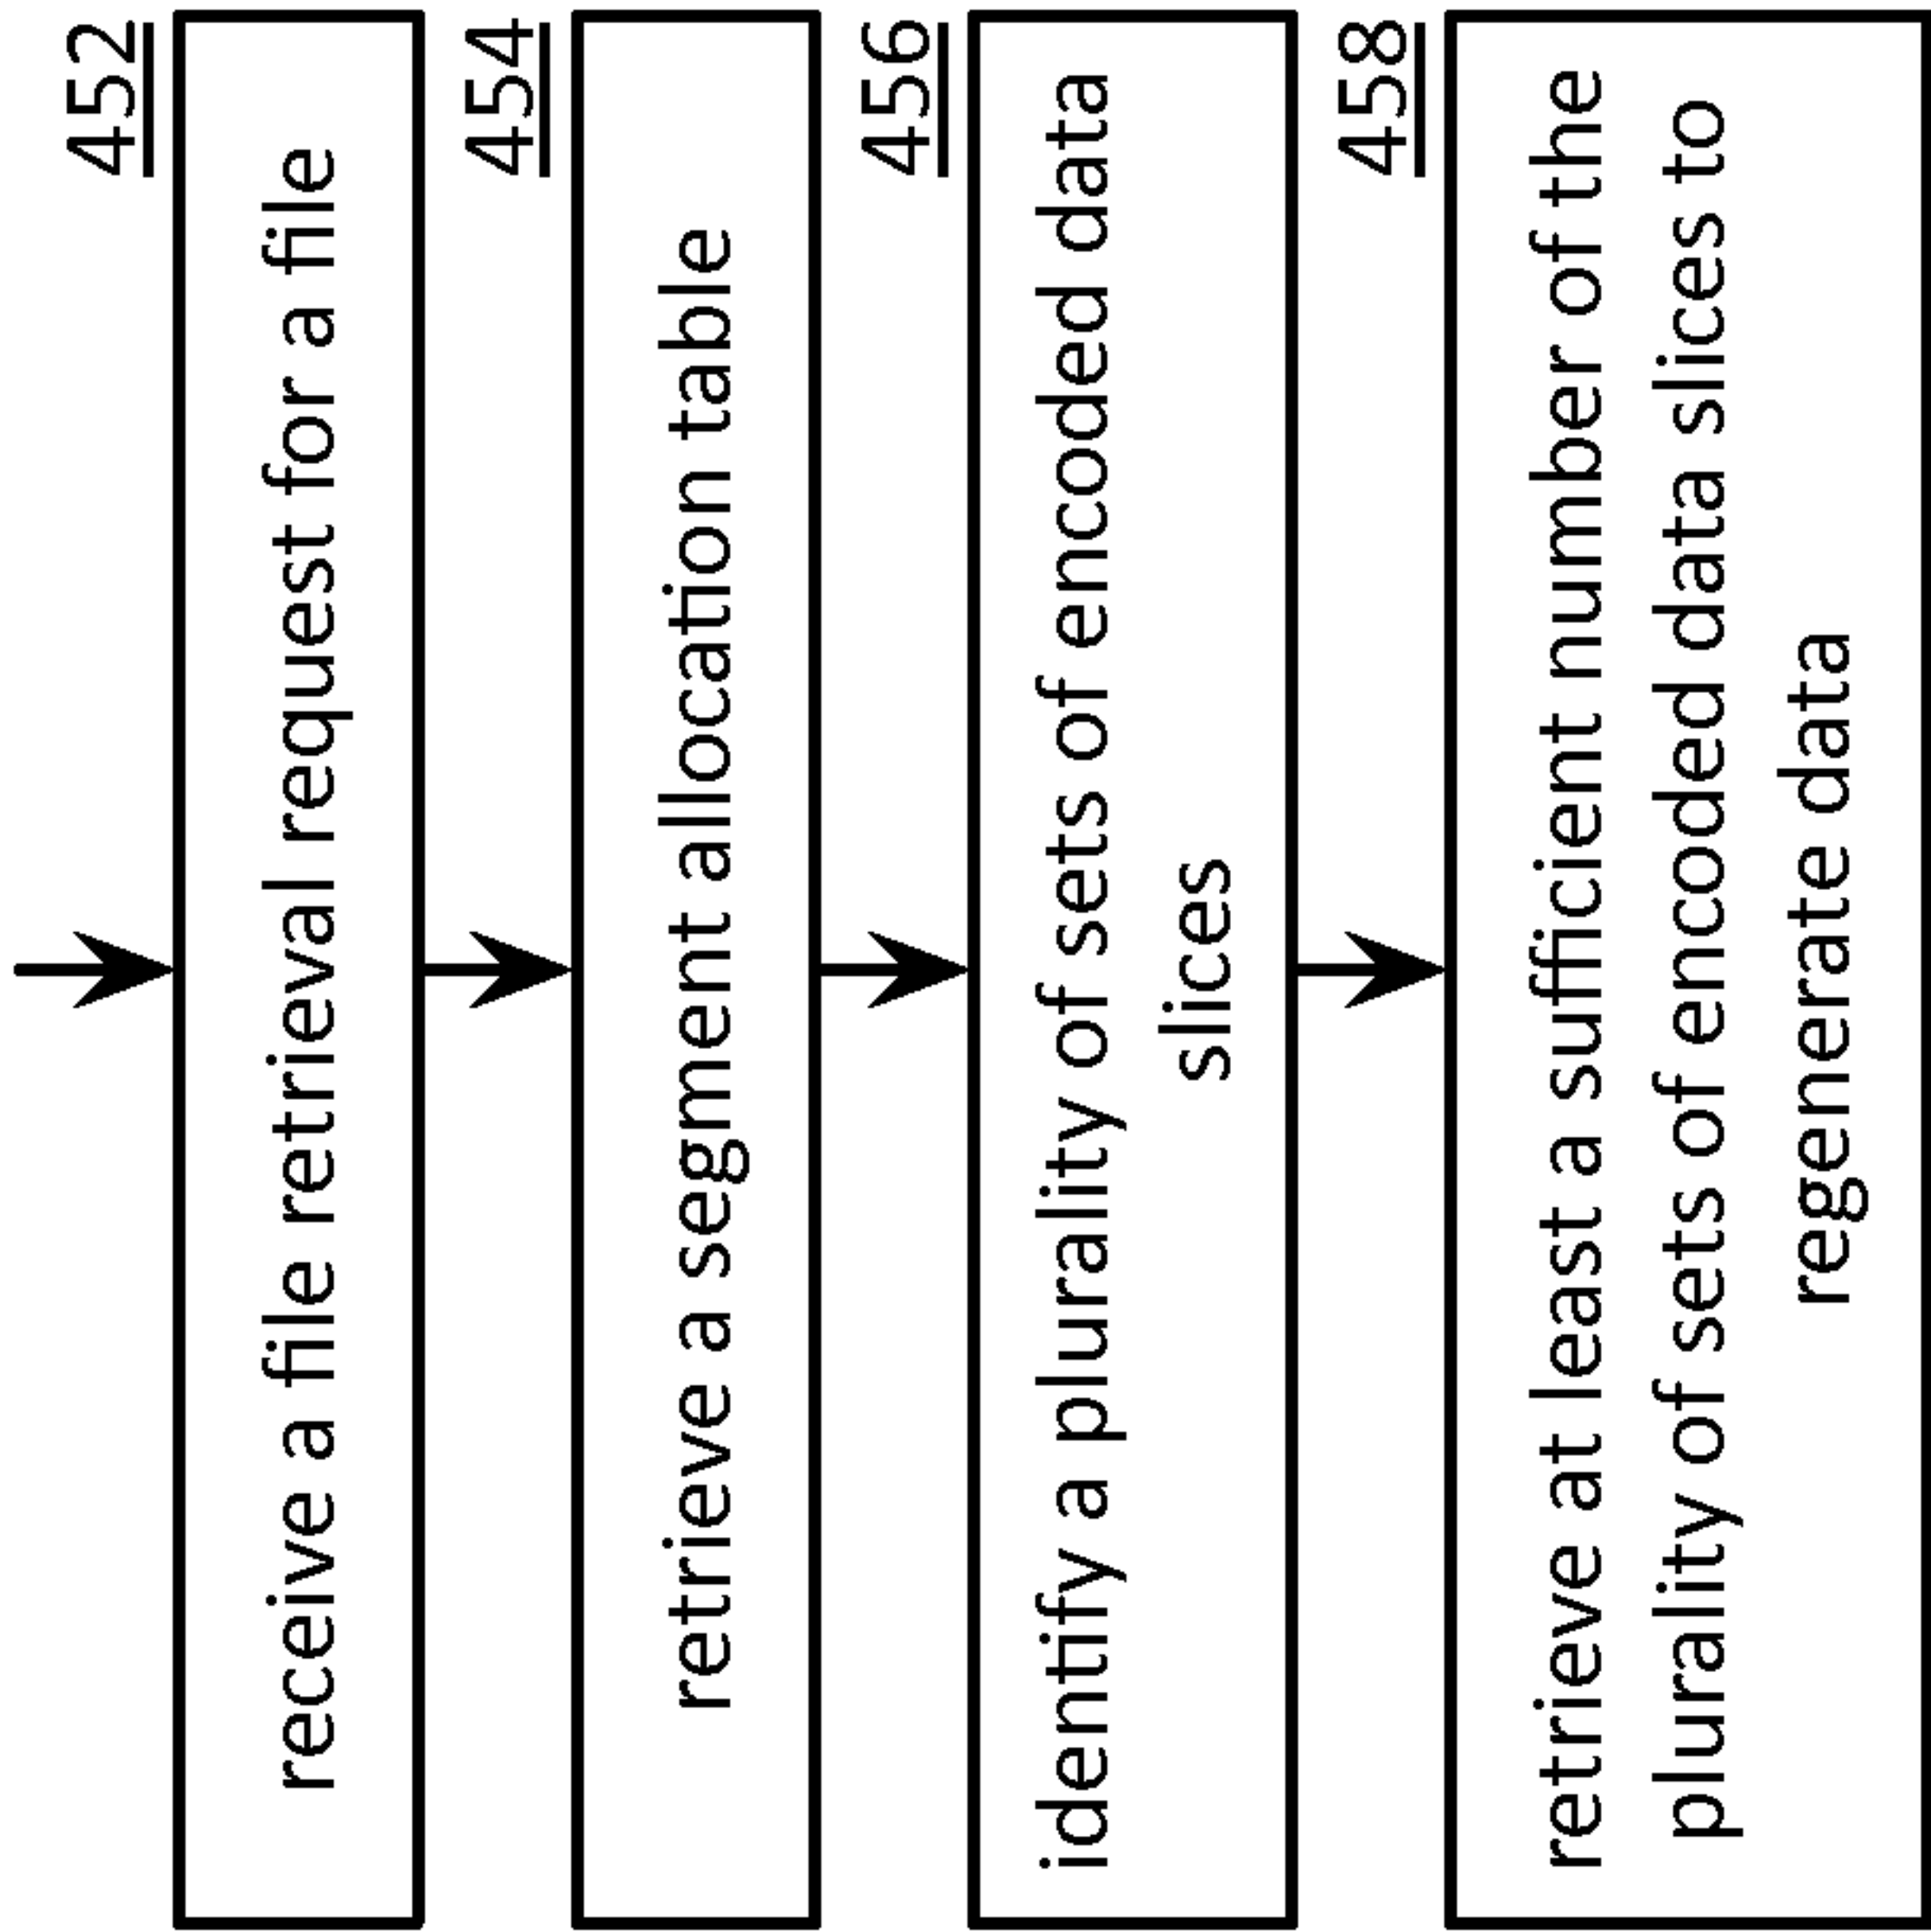 452
receive a file retrieval request for a file
454
retrieve a segment allocation table
456
identify a plurality of sets of encoded data
slices
458
retrieve at least a sufficient number of the
plurality of sets of encoded data slices to
regenerate data